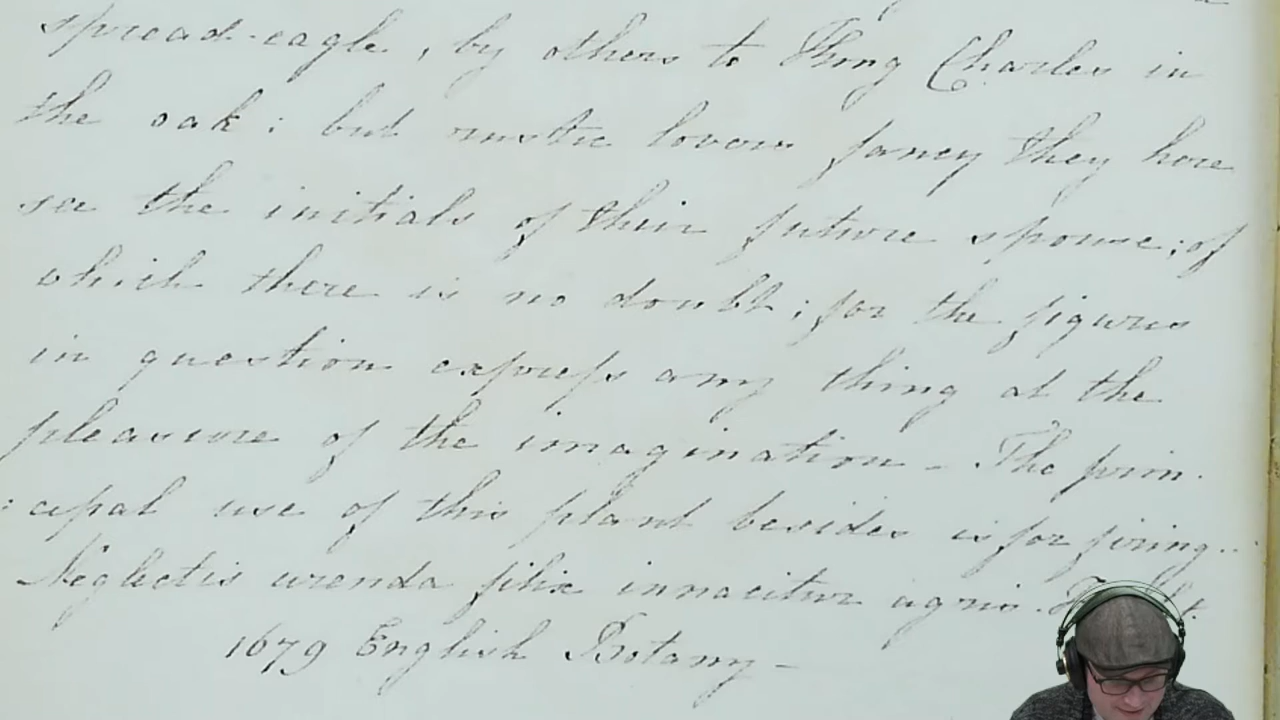 spread-eagle, by others to King Charles in
the oak; but rustic lovers fancy they here
see the initials of their future spouse; of
which there is no doubt; for the figures
in question express any thing at the
pleasure of the imagination - The prin-
:cipal use of this plant besides is for firing..
Neglectis urenda filix innacitur agris.
1679 English Botany -